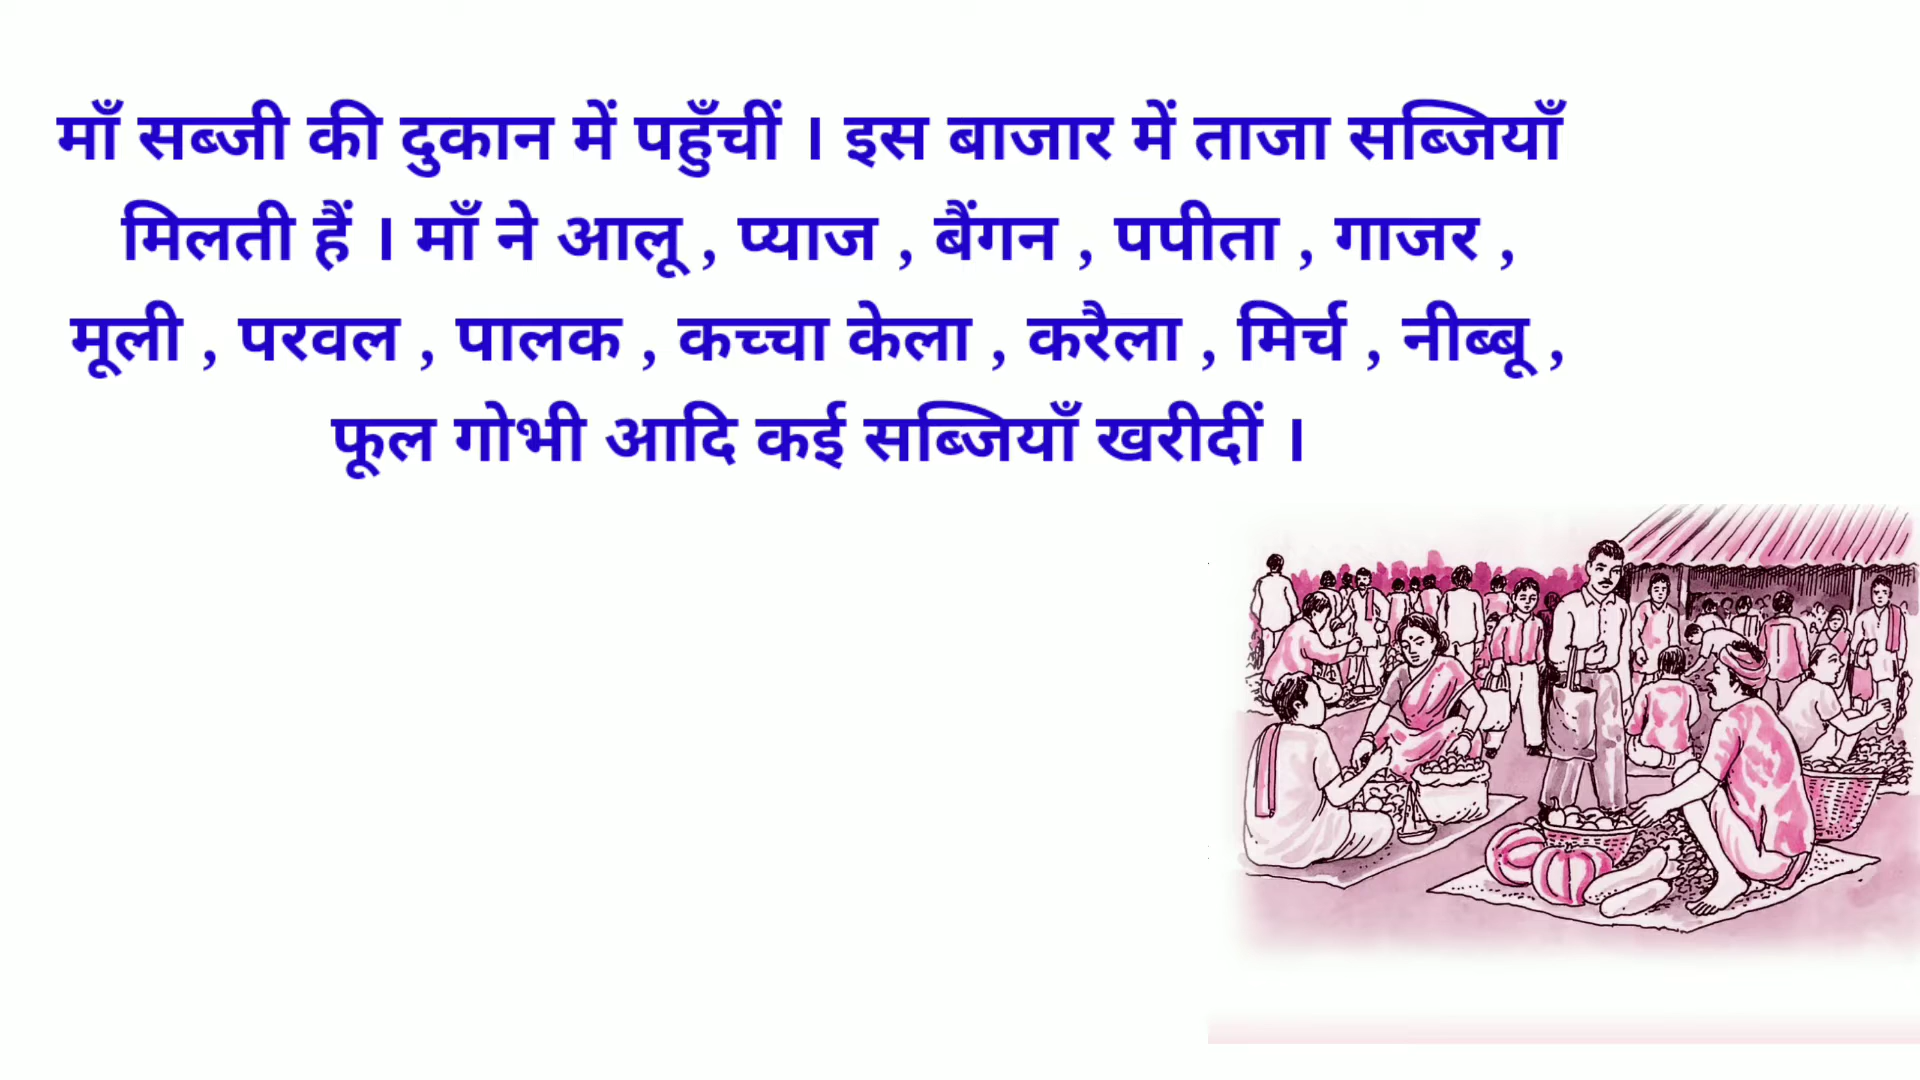 माँ सब्जी की दुकान में पहुँचीं । इस बाजार में ताजा सब्जियाँ
मिलती हैं । माँ ने आलू , प्याज , बैंगन , पपीता , गाजर ,
मूली , परवल , पालक , कच्चा केला , करैला , मिर्च , नीब्बू ,
फूल गोभी आदि कई सब्जियाँ खरीदीं ।